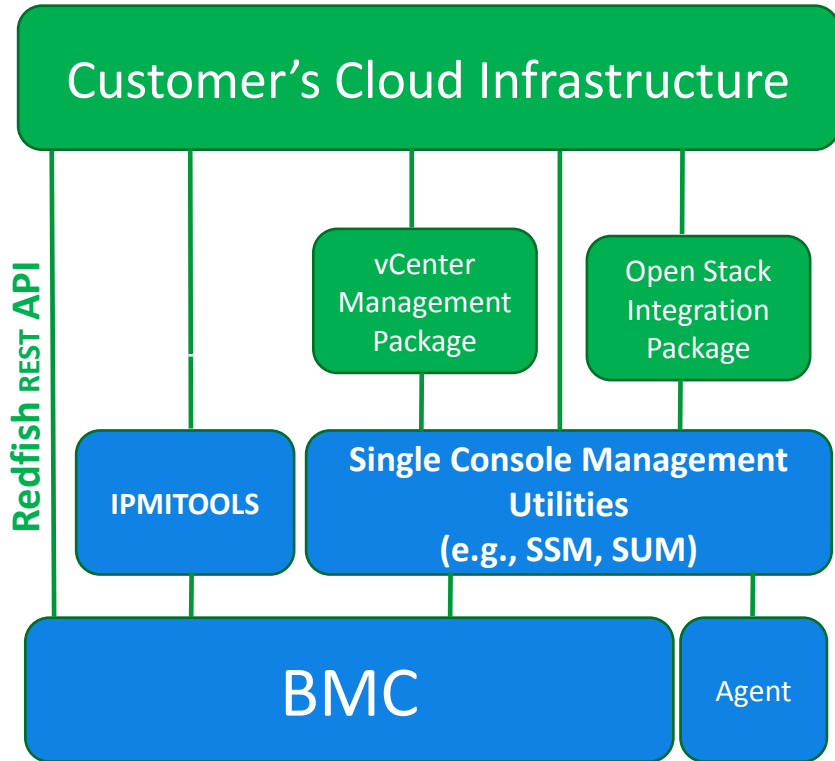 Customer’s Cloud Infrastructure
Redfish REST API
vCenter
Management
Package
Open Stack
Integration
Package
IPMITOOLS
Single Console Management
Utilities
(e.g., SSM, SUM)
BMC
Agent